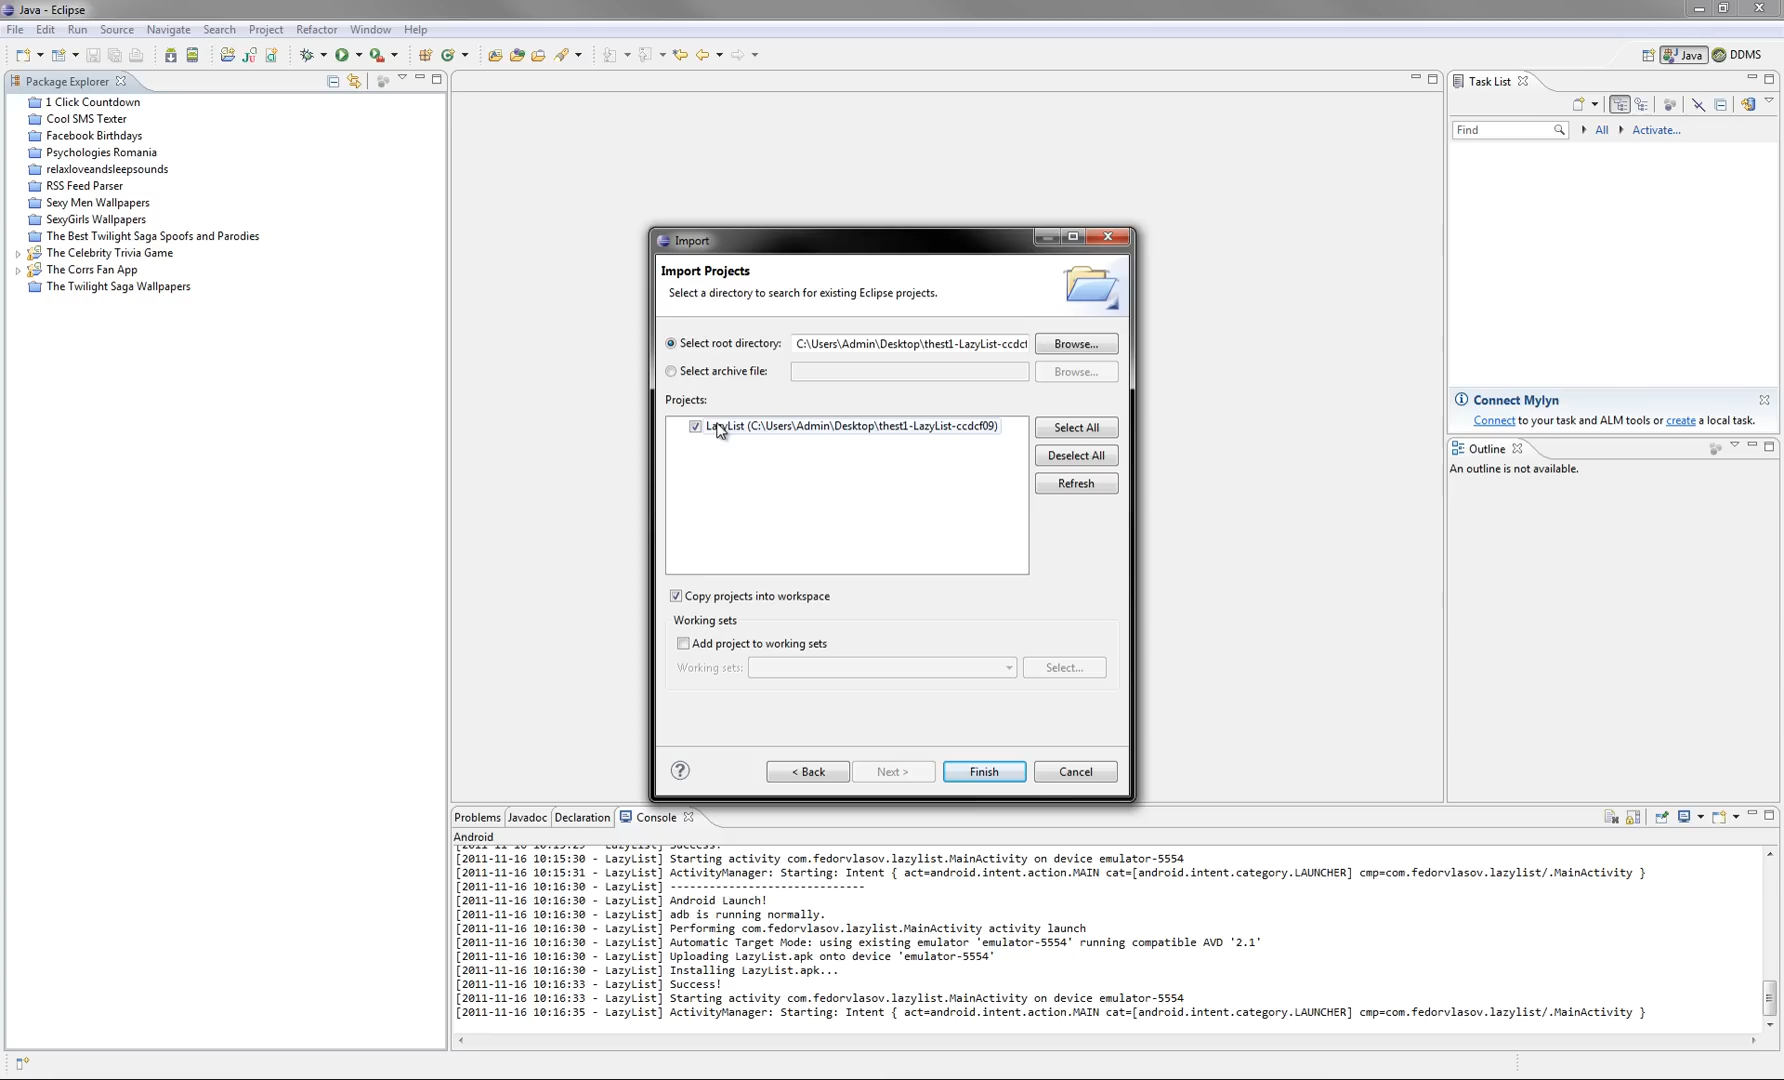 Java - Eclipse
File Edit Run Source Navigate Search Project Refactor Window Help
Java DDMS
Package Explorer
1 Click Countdown
Cool SMS Texter
Facebook Birthdays
Psychologies Romania
relaxloveandsleepsounds
RSS Feed Parser
Sexy Men Wallpapers
SexyGirls Wallpapers
The Best Twilight Saga Spoofs and Parodies
The Celebrity Trivia Game
The Corrs Fan App
The Twilight Saga Wallpapers
Import
Import Projects
Select a directory to search for existing Eclipse projects.
Select root directory: C:\Users\Admin\Desktop\thest1-LazyList-ccdcf Browse...
Select archive file: Browse...
Projects:
LazyList (C:\Users\Admin\Desktop\thest1-LazyList-ccdcf09) Select All
Deselect All
Refresh
Copy projects into workspace
Working sets
Add project to working sets
Working sets: Select...
< Back Next > Finish Cancel
Task List
Find All Activate...
Connect Mylyn
Connect to your task and ALM tools or create a local task.
Outline
An outline is not available.
Problems Javadoc Declaration Console
Android
[2011-11-16 10:15:29 - LazyList] Success!
[2011-11-16 10:15:30 - LazyList] Starting activity com.fedorvlasov.lazylist.MainActivity on device emulator-5554
[2011-11-16 10:15:31 - LazyList] ActivityManager: Starting: Intent { act=android.intent.action.MAIN cat=[android.intent.category.LAUNCHER] cmp=com.fedorvlasov.lazylist/.MainActivity }
[2011-11-16 10:16:30 - LazyList] ------------------------------
[2011-11-16 10:16:30 - LazyList] Android Launch!
[2011-11-16 10:16:30 - LazyList] adb is running normally.
[2011-11-16 10:16:30 - LazyList] Performing com.fedorvlasov.lazylist.MainActivity activity launch
[2011-11-16 10:16:30 - LazyList] Automatic Target Mode: using existing emulator 'emulator-5554' running compatible AVD '2.1'
[2011-11-16 10:16:30 - LazyList] Uploading LazyList.apk onto device 'emulator-5554'
[2011-11-16 10:16:30 - LazyList] Installing LazyList.apk...
[2011-11-16 10:16:33 - LazyList] Success!
[2011-11-16 10:16:33 - LazyList] Starting activity com.fedorvlasov.lazylist.MainActivity on device emulator-5554
[2011-11-16 10:16:35 - LazyList] ActivityManager: Starting: Intent { act=android.intent.action.MAIN cat=[android.intent.category.LAUNCHER] cmp=com.fedorvlasov.lazylist/.MainActivity }